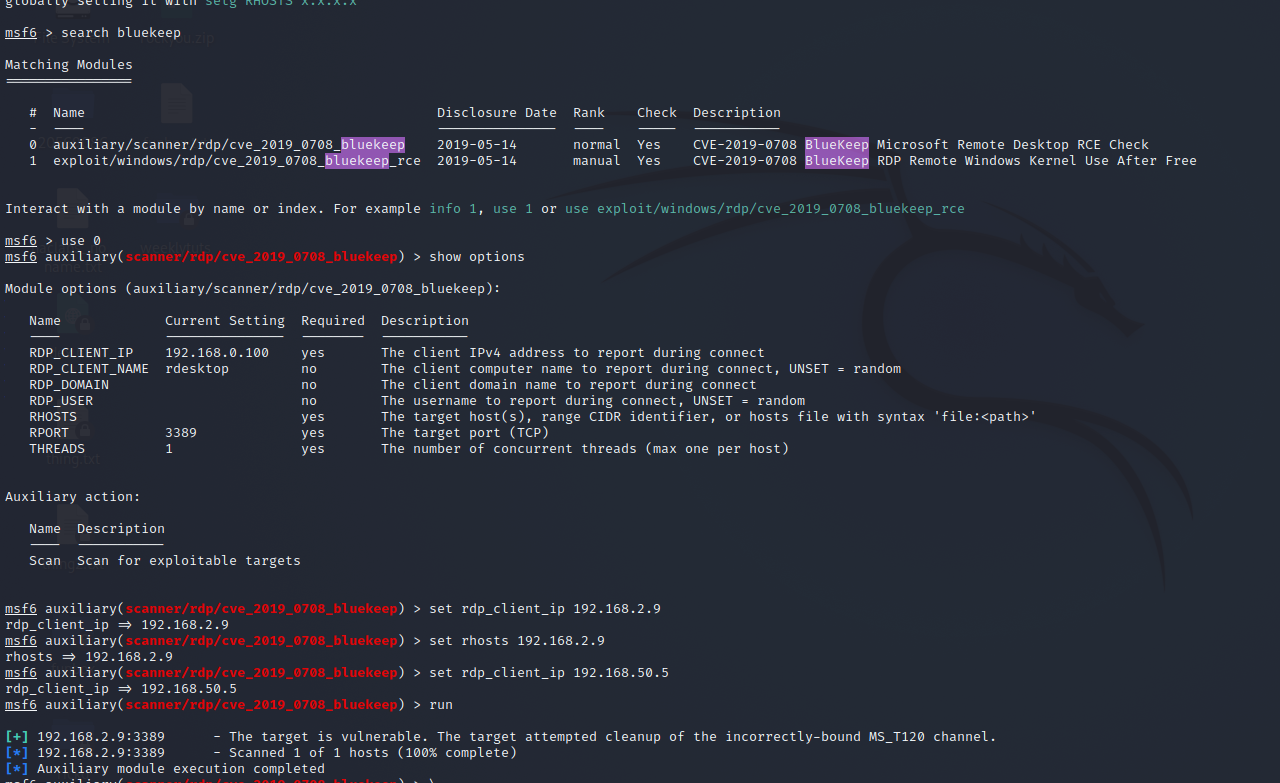 globally setting it with setg RHOSTS x.x.x.x
msf6 > search bluekeep
Matching Modules
================
# Name Disclosure Date Rank Check Description
- ---- --------------- ---- ----- -----------
0 auxiliary/scanner/rdp/cve_2019_0708_bluekeep 2019-05-14 normal Yes CVE-2019-0708 BlueKeep Microsoft Remote Desktop RCE Check
1 exploit/windows/rdp/cve_2019_0708_bluekeep_rce 2019-05-14 manual Yes CVE-2019-0708 BlueKeep RDP Remote Windows Kernel Use After Free
Interact with a module by name or index. For example info 1, use 1 or use exploit/windows/rdp/cve_2019_0708_bluekeep_rce
msf6 > use 0
msf6 auxiliary(scanner/rdp/cve_2019_0708_bluekeep) > show options
Module options (auxiliary/scanner/rdp/cve_2019_0708_bluekeep):
Name Current Setting Required Description
---- --------------- -------- -----------
RDP_CLIENT_IP 192.168.0.100 yes The client IPv4 address to report during connect
RDP_CLIENT_NAME rdesktop no The client computer name to report during connect, UNSET = random
RDP_DOMAIN no The client domain name to report during connect
RDP_USER no The username to report during connect, UNSET = random
RHOSTS yes The target host(s), range CIDR identifier, or hosts file with syntax 'file:<path>'
RPORT 3389 yes The target port (TCP)
THREADS 1 yes The number of concurrent threads (max one per host)
Auxiliary action:
Name Description
---- -----------
Scan Scan for exploitable targets
msf6 auxiliary(scanner/rdp/cve_2019_0708_bluekeep) > set rdp_client_ip 192.168.2.9
rdp_client_ip => 192.168.2.9
msf6 auxiliary(scanner/rdp/cve_2019_0708_bluekeep) > set rhosts 192.168.2.9
rhosts => 192.168.2.9
msf6 auxiliary(scanner/rdp/cve_2019_0708_bluekeep) > set rdp_client_ip 192.168.50.5
rdp_client_ip => 192.168.50.5
msf6 auxiliary(scanner/rdp/cve_2019_0708_bluekeep) > run
[+] 192.168.2.9:3389 - The target is vulnerable. The target attempted cleanup of the incorrectly-bound MS_T120 channel.
[*] 192.168.2.9:3389 - Scanned 1 of 1 hosts (100% complete)
[*] Auxiliary module execution completed